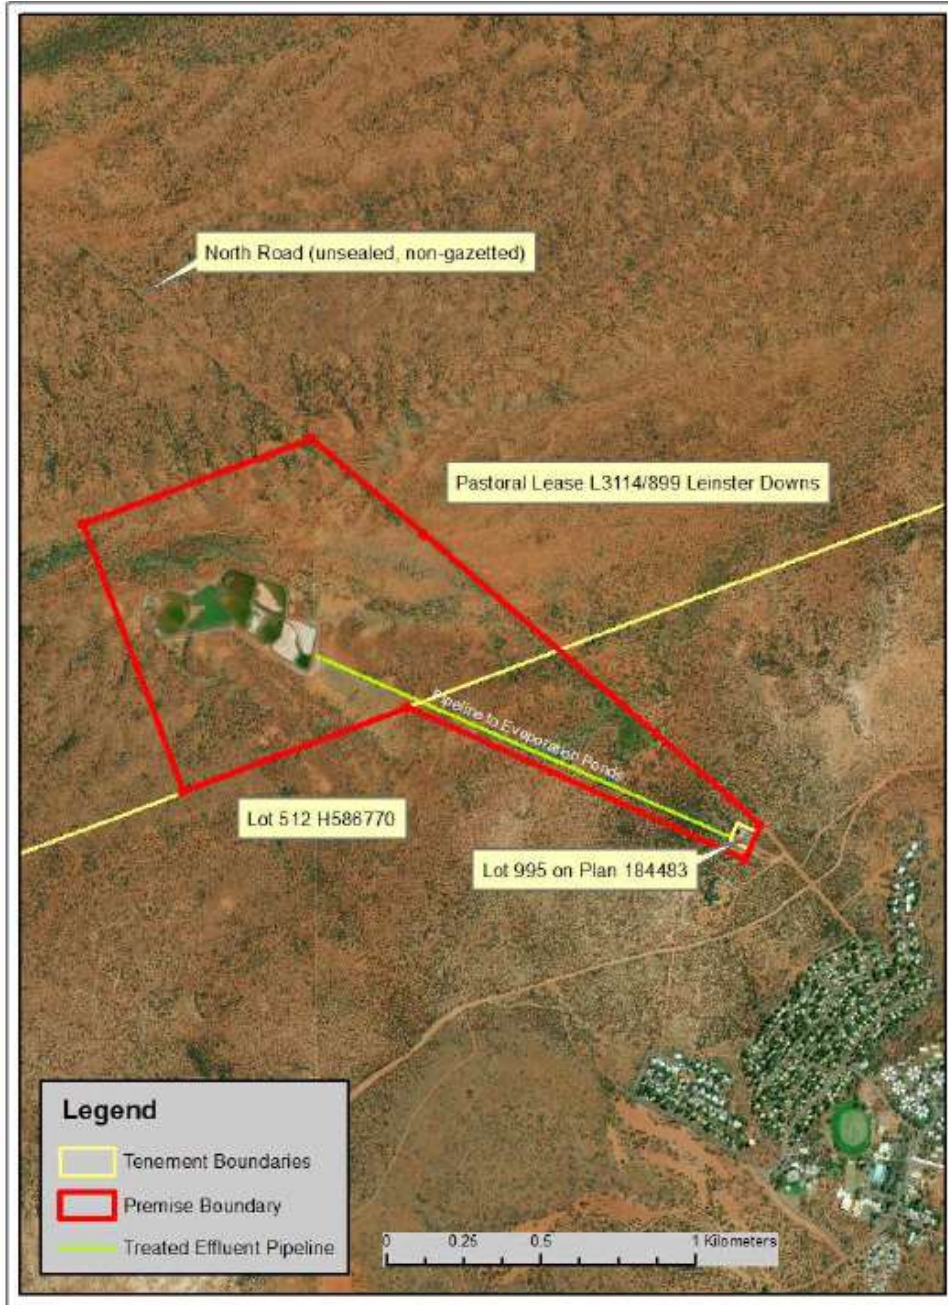 North Road (unsealed, non-gazetted)
Pastoral Lease L3114/899 Leinster Downs
Pipeline to Evaporation Ponds
Lot 512 H586770
Lot 995 on Plan 184483
Legend
Tenement Boundaries
Premise Boundary
Treated Effluent Pipeline
0 0.25 0.5 1 Kilometers